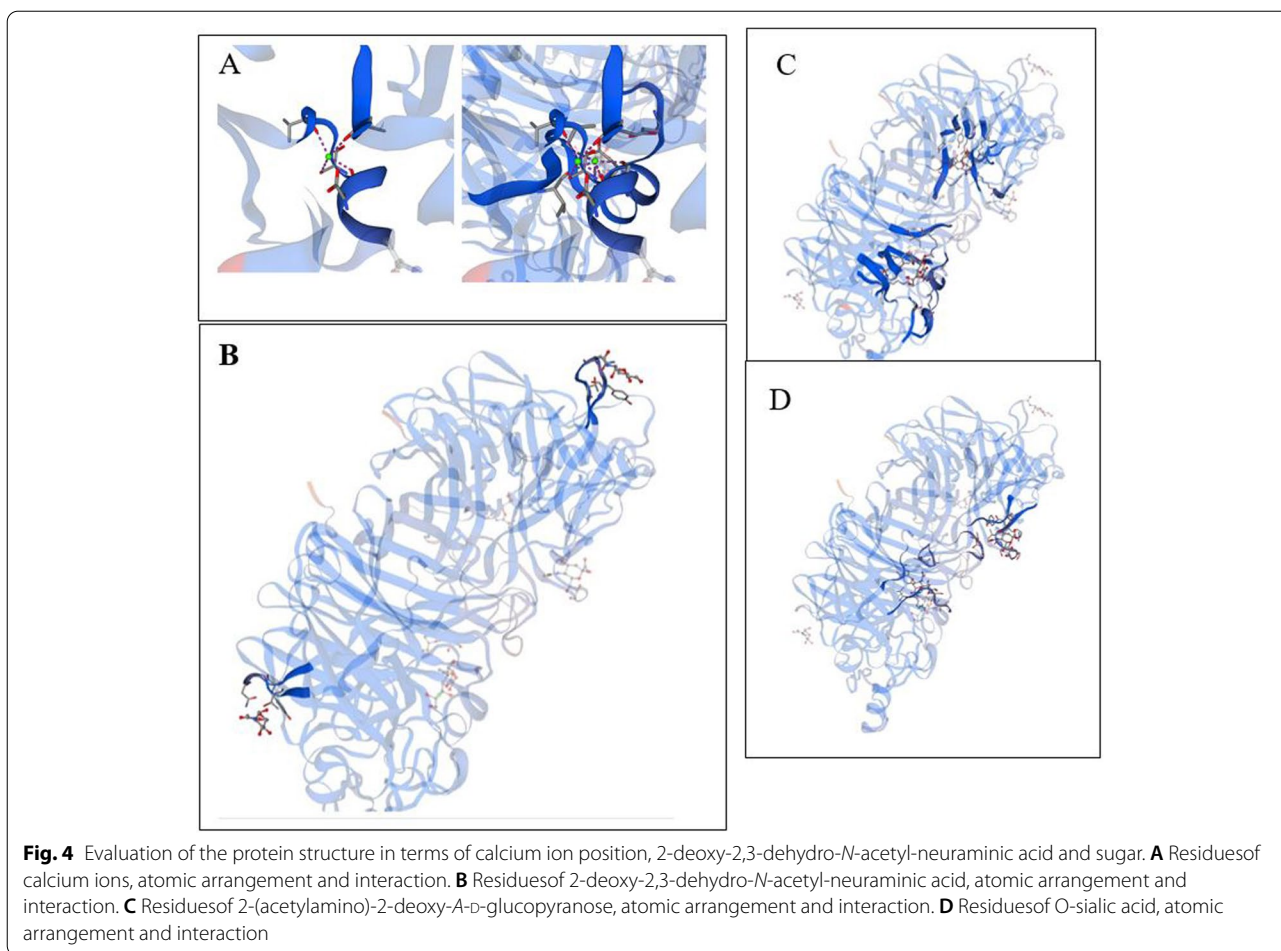 A
C
B
D
Fig. 4 Evaluation of the protein structure in terms of calcium ion position, 2-deoxy-2,3-dehydro-N-acetyl-neuraminic acid and sugar. A Residuesof
calcium ions, atomic arrangement and interaction. B Residuesof 2-deoxy-2,3-dehydro-N-acetyl-neuraminic acid, atomic arrangement and
interaction. C Residuesof 2-(acetylamino)-2-deoxy-A-D-glucopyranose, atomic arrangement and interaction. D Residuesof O-sialic acid, atomic
arrangement and interaction